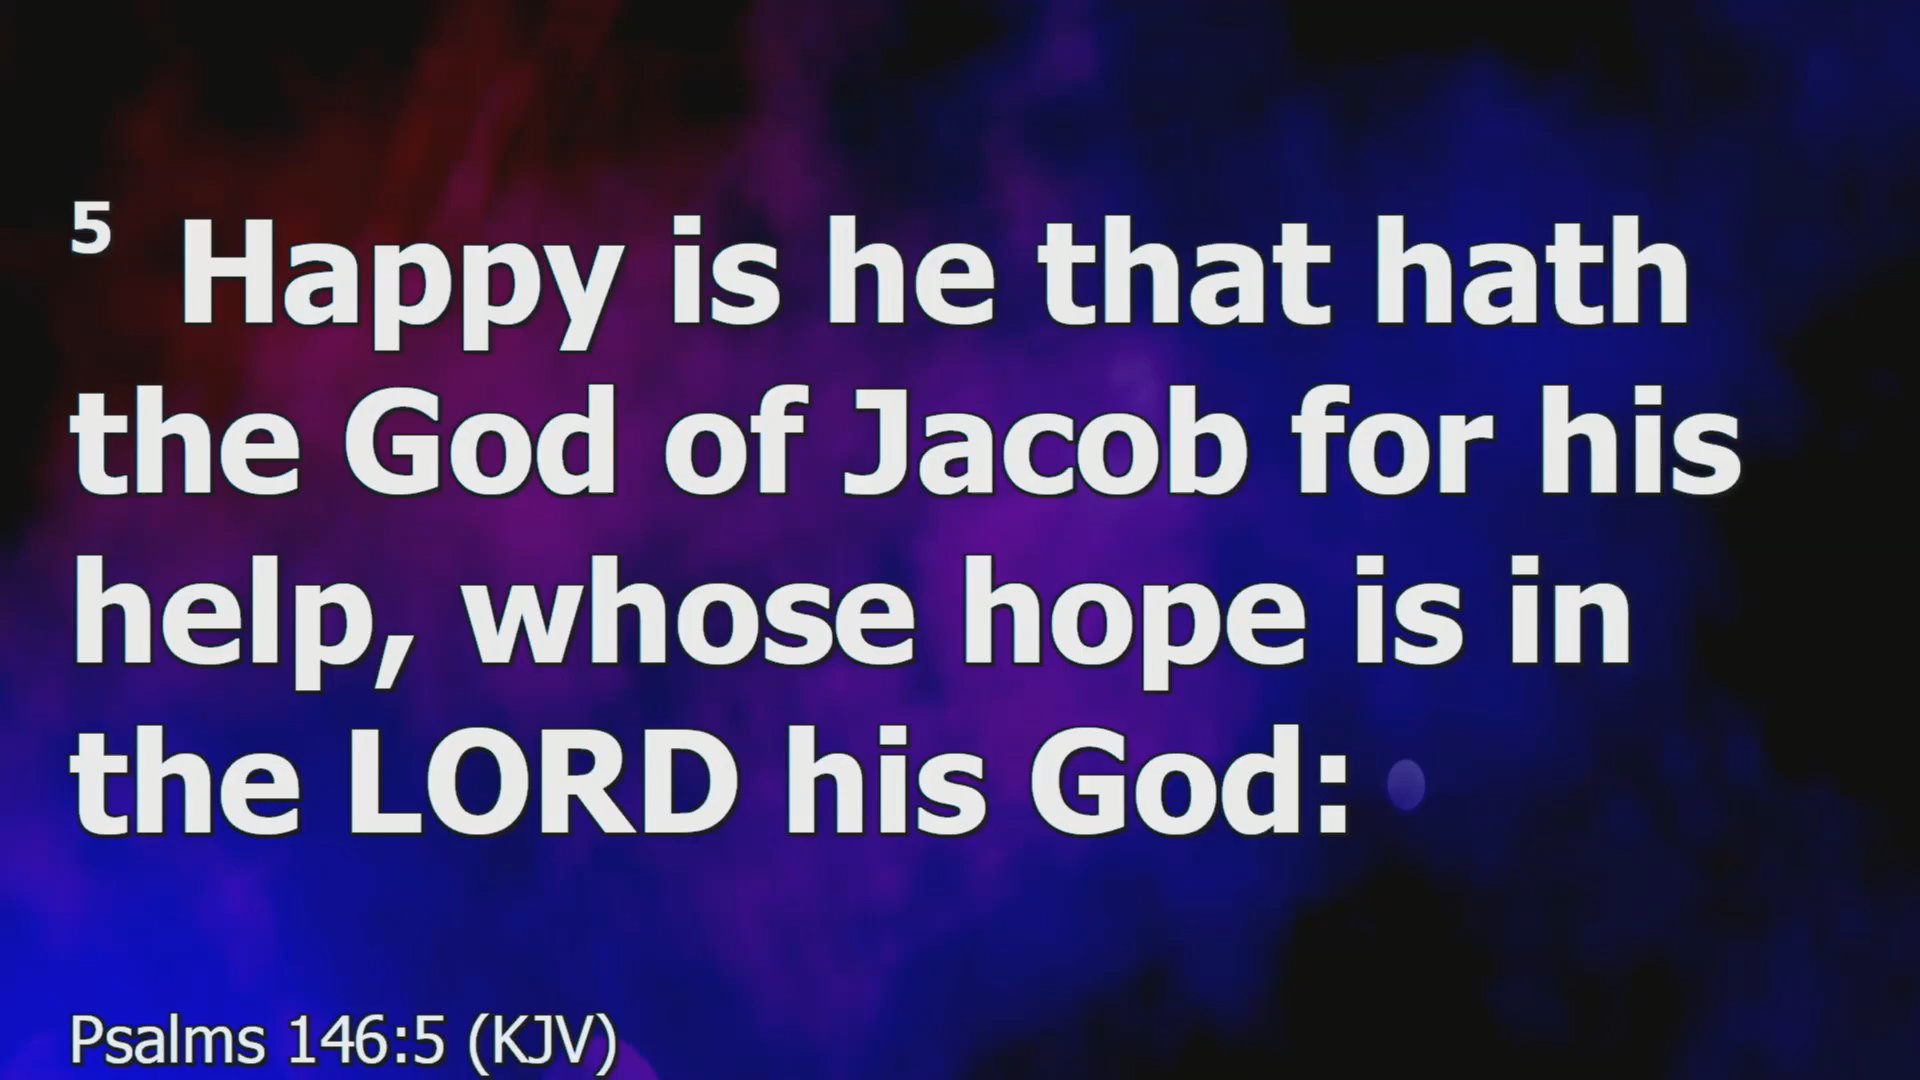 5 Happy is he that hath
the God of Jacob for his
help, whose hope is in
the LORD his God:
Psalms 146:5 (KJV)